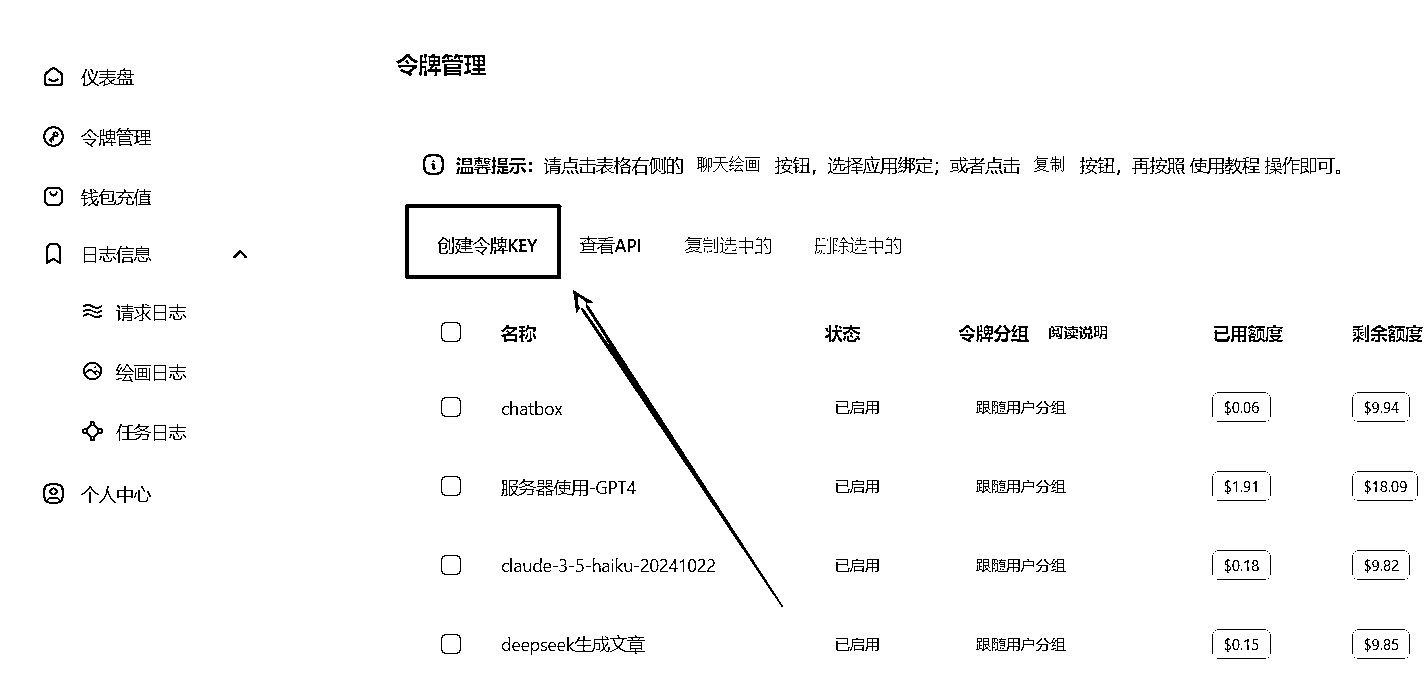 仪表盘
令牌管理
钱包充值
日志信息
请求日志
绘画日志
任务日志
个人中心
令牌管理
温馨提示：请点击表格右侧的 聊天绘画 按钮，选择应用绑定；或者点击 复制 按钮，再按照 使用教程 操作即可。
创建令牌KEY 查看API 复制选中的 删除选中的
名称 状态 令牌分组 阅读说明 已用额度 剩余额度
chatbox 已启用 跟随用户分组 $0.06 $9.94
服务器使用-GPT4 已启用 跟随用户分组 $1.91 $18.09
claude-3-5-haiku-20241022 已启用 跟随用户分组 $0.18 $9.82
deepseek生成文章 已启用 跟随用户分组 $0.15 $9.85